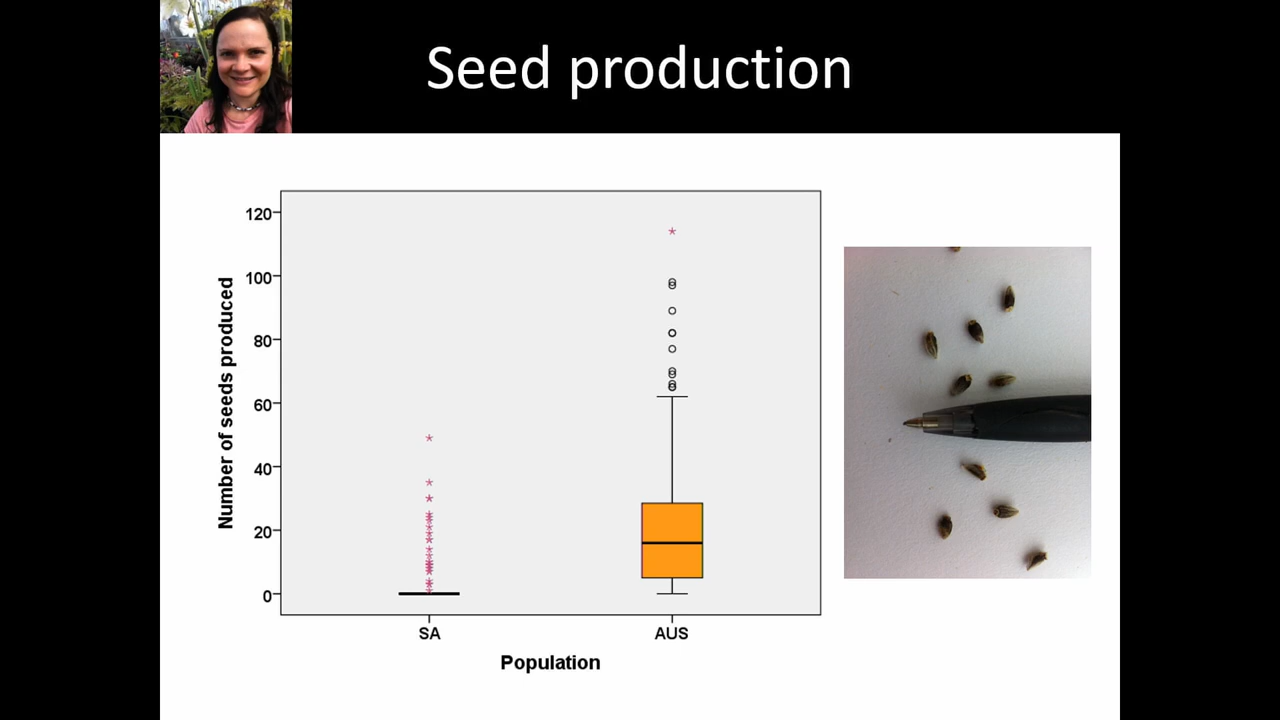 Seed production
Number of seeds produced
120
100
80
60
40
20
0
SA
AUS
Population